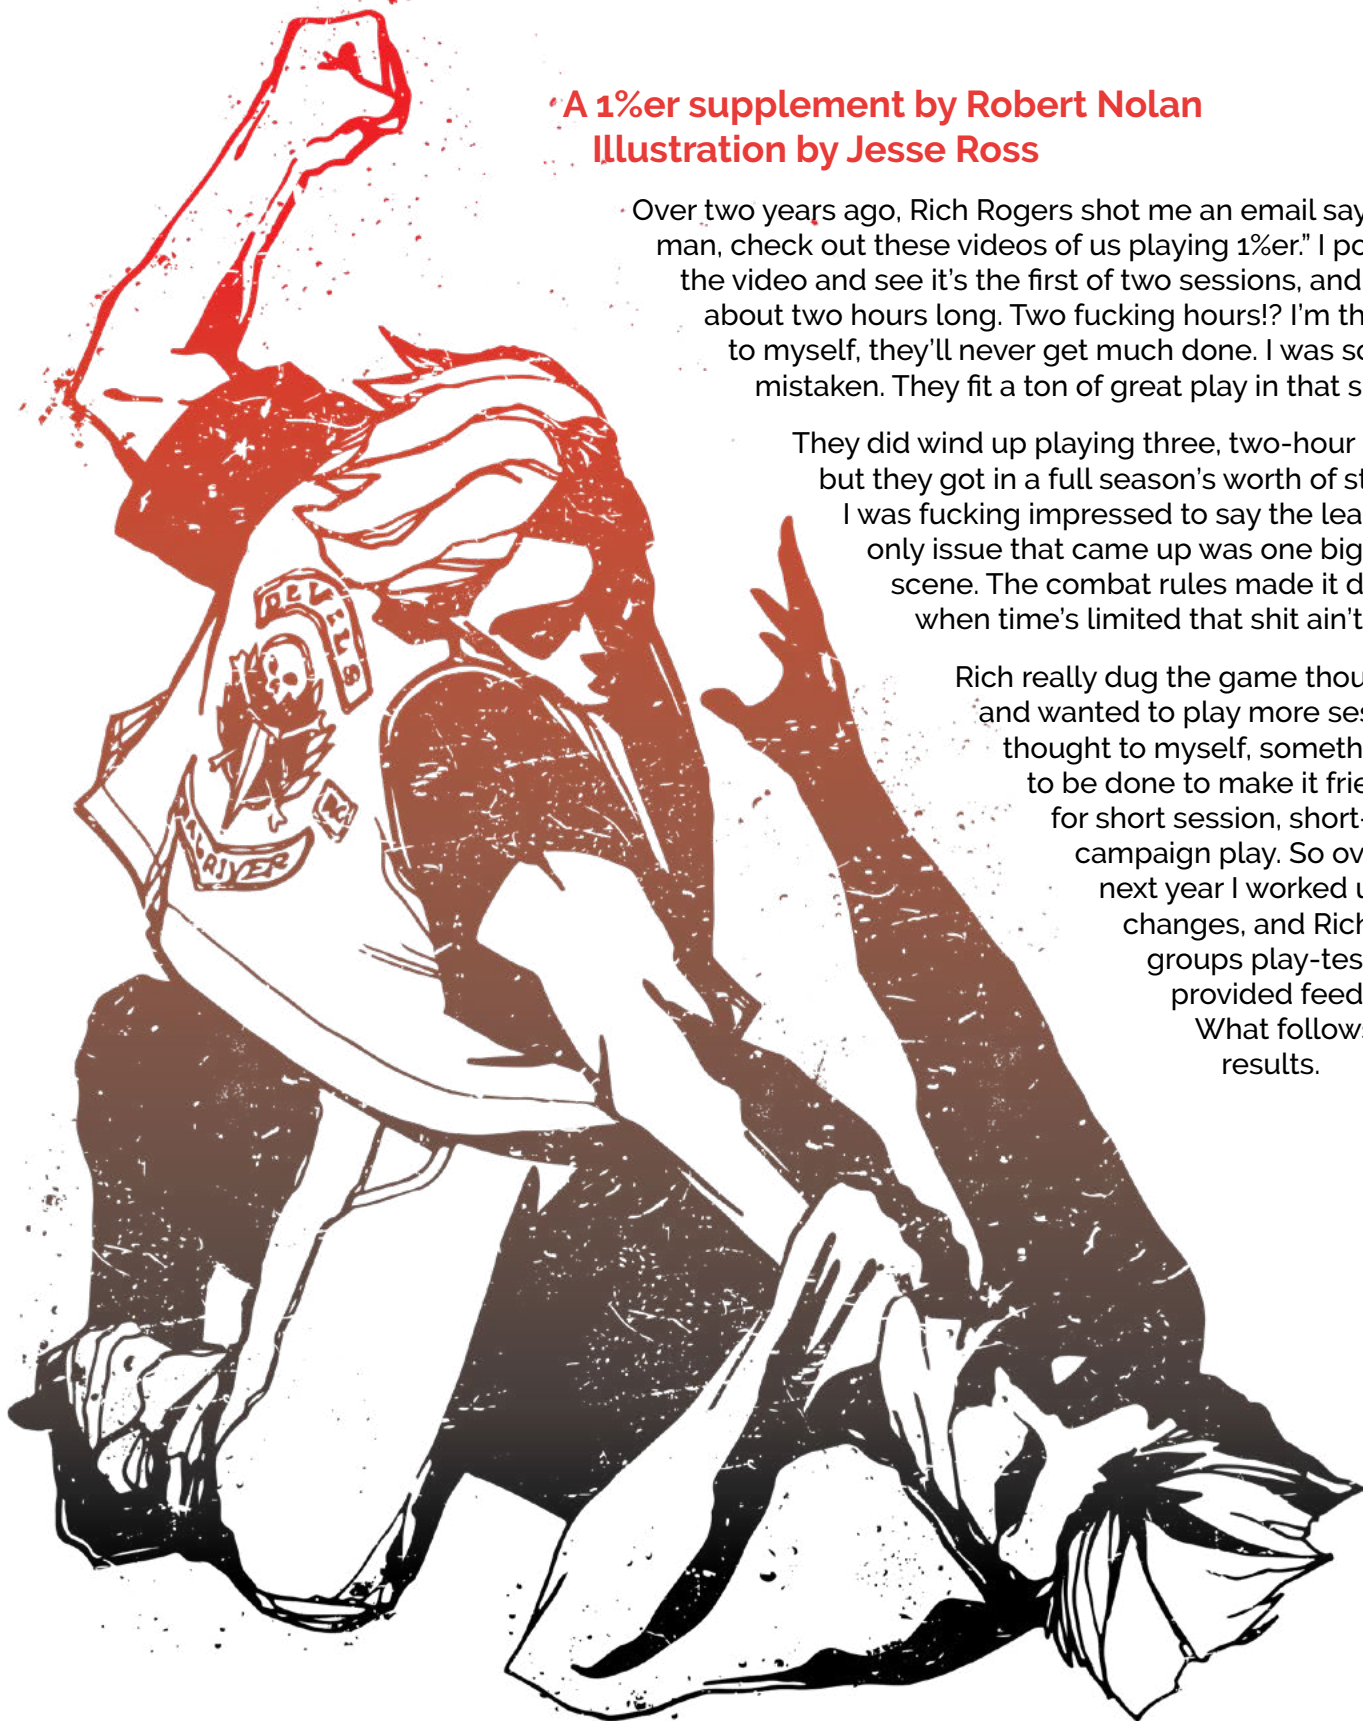 A 1%er supplement by Robert Nolan
Illustration by Jesse Ross
Over two years ago, Rich Rogers shot me an email say
man, check out these videos of us playing 1%er.” I po
the video and see it’s the first of two sessions, and
about two hours long. Two fucking hours!? I’m th
to myself, they’ll never get much done. I was so
mistaken. They fit a ton of great play in that s
They did wind up playing three, two-hour
but they got in a full season’s worth of st
I was fucking impressed to say the lea
only issue that came up was one big
scene. The combat rules made it d
when time’s limited that shit ain’t
Rich really dug the game thou
and wanted to play more ses
thought to myself, someth
to be done to make it frie
for short session, short-
campaign play. So ov
next year I worked u
changes, and Rich
groups play-tes
provided feed
What follows
results.
DEVILS
RIVER